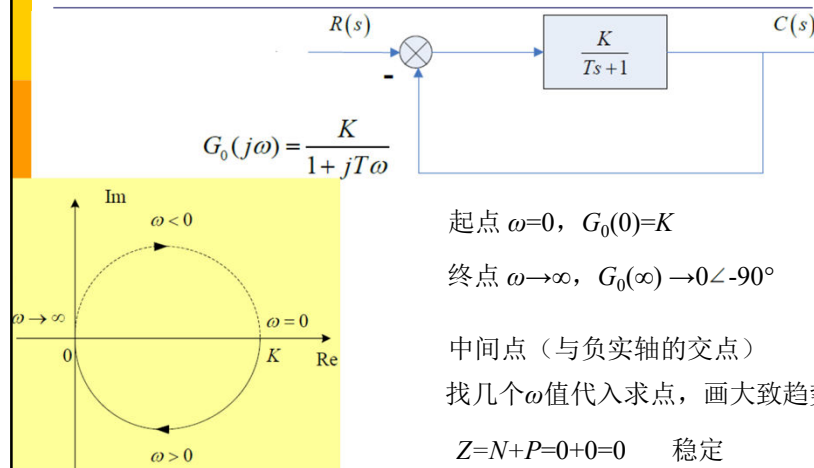 R(s)
C(s)
K
Ts+1
-
G₀(jω) = K / (1 + jTω)
Im
ω < 0
ω → ∞
ω = 0
0
K
Re
ω > 0
起点 ω=0，G₀(0)=K
终点 ω→∞，G₀(∞) →0∠-90°
中间点（与负实轴的交点）
找几个ω值代入求点，画大致趋
Z=N+P=0+0=0 稳定